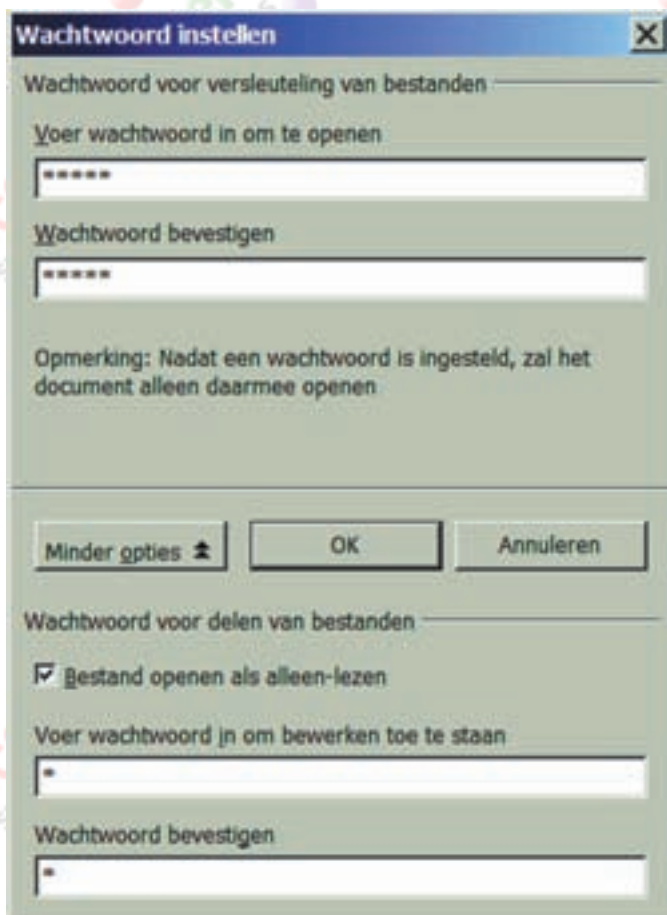 Wachtwoord instellen
Wachtwoord voor versleuteling van bestanden
Voer wachtwoord in om te openen
*****
Wachtwoord bevestigen
*****
Opmerking: Nadat een wachtwoord is ingesteld, zal het
document alleen daarmee openen
Minder opties OK Annuleren
Wachtwoord voor delen van bestanden
Bestand openen als alleen-lezen
Voer wachtwoord in om bewerken toe te staan
*
Wachtwoord bevestigen
*